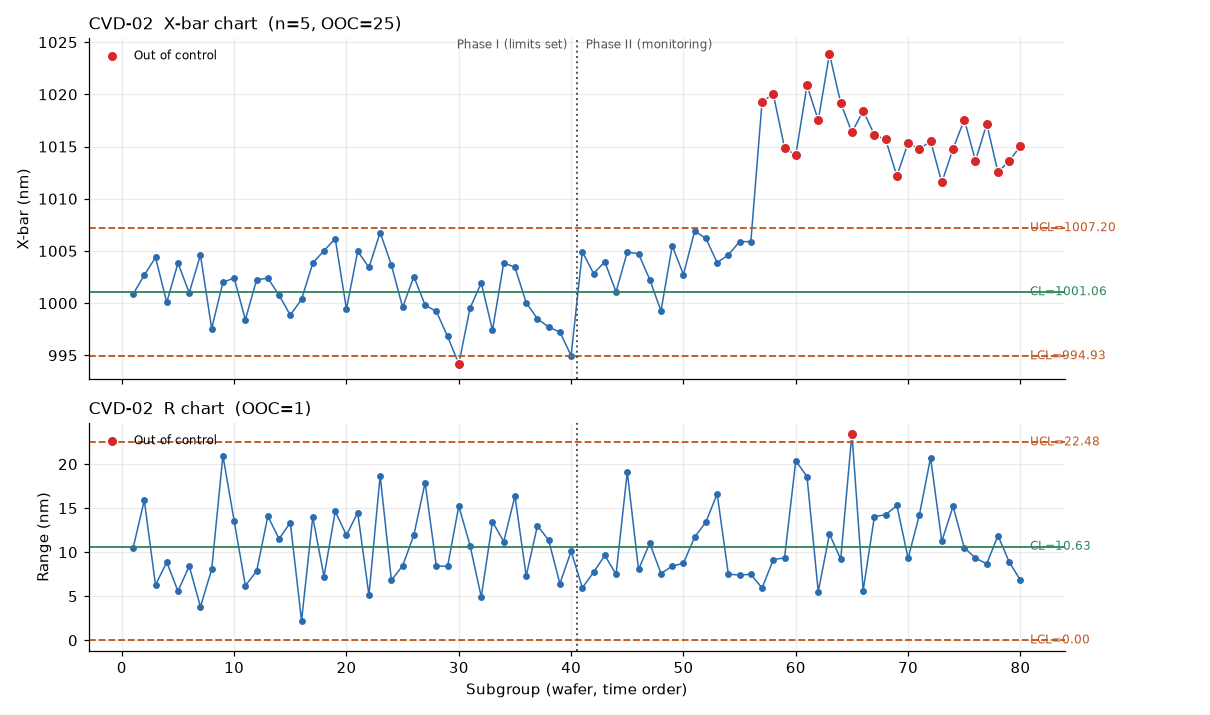 CVD-02  X-bar chart  (n=5, OOC=25)
Phase I (limits set)
Phase II (monitoring)
Out of control
1025
1020
1015
1010
1005
1000
995
X-bar (nm)
UCL=1007.20
CL=1001.06
LCL=994.93
CVD-02  R chart  (OOC=1)
Out of control
20
15
10
5
0
Range (nm)
UCL=22.48
CL=10.63
LCL=0.00
0 10 20 30 40 50 60 70 80
Subgroup (wafer, time order)